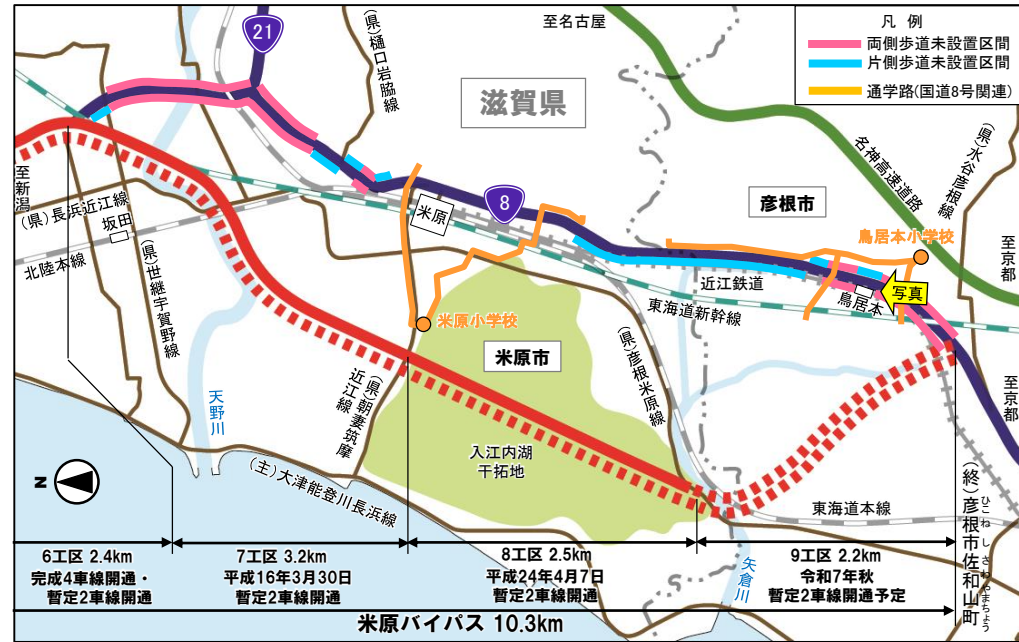 凡 例
両側歩道未設置区間
片側歩道未設置区間
通学路(国道8号関連)
至名古屋
21
(県)樋口岩脇線
滋賀県
名神高速道路
(県)水谷彦根線
至新潟
(県)長浜近江線
坂田
北陸本線
(県)世継宇賀野線
米原
8
彦根市
鳥居本小学校
至京都
近江鉄道
鳥居本
写真
東海道新幹線
米原小学校
米原市
(県)彦根米原線
至京都
天野川
(県)朝妻筑摩
近江線
入江内湖
干拓地
N
(主)大津能登川長浜線
東海道本線
矢倉川
(終)彦根市佐和山町
ひこねし さわやまちょう
6工区 2.4km
完成4車線開通・
暫定2車線開通
7工区 3.2km
平成16年3月30日
暫定2車線開通
8工区 2.5km
平成24年4月7日
暫定2車線開通
9工区 2.2km
令和7年秋
暫定2車線開通予定
米原バイパス 10.3km